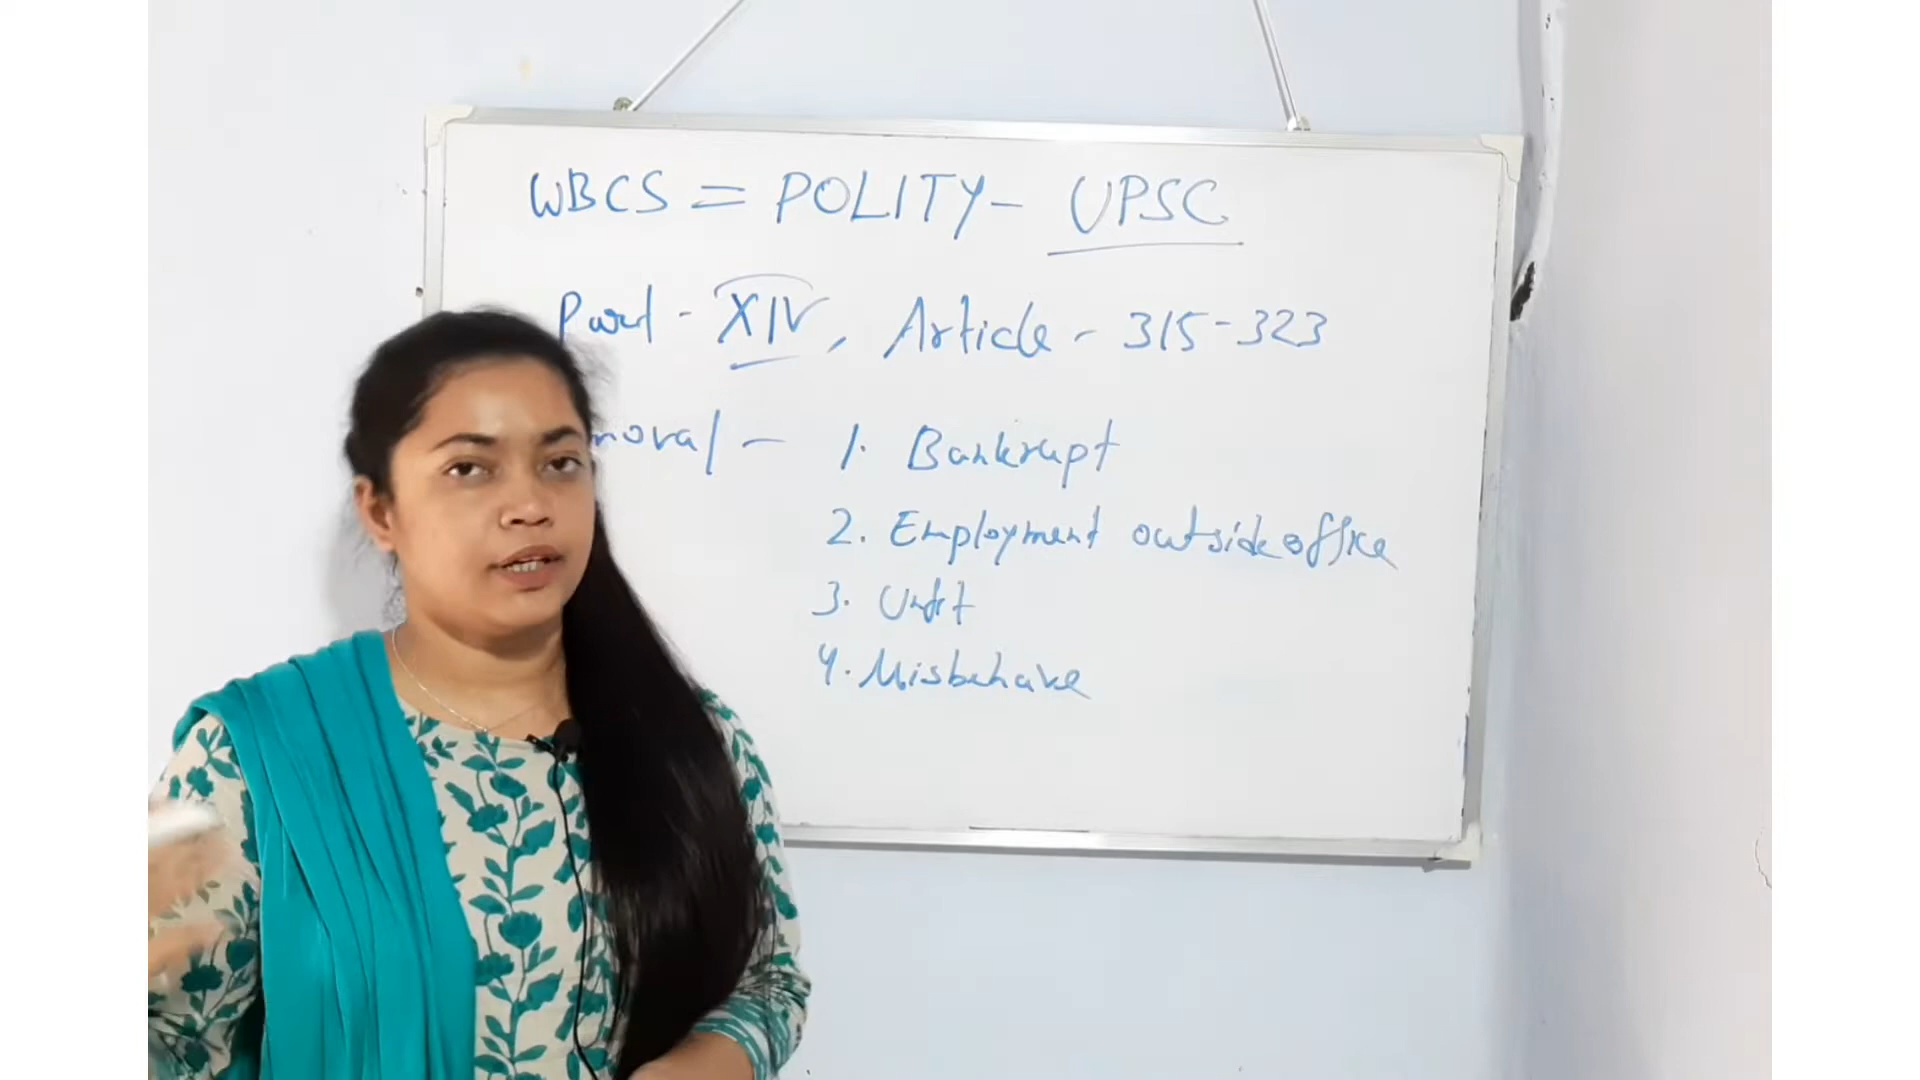 WBCS = POLITY - UPSC
Part - XIV, Article - 315-323
moval - 1. Bankrupt
2. Employment outside office
3. Unfit
4. Misbehave